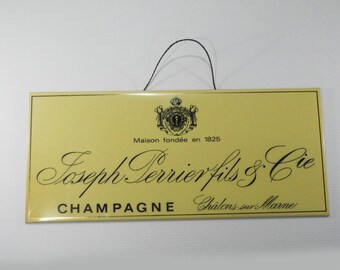 Maison fondée en 1825
Joseph Perrier fils & Cie
CHAMPAGNE Châlons sur Marne